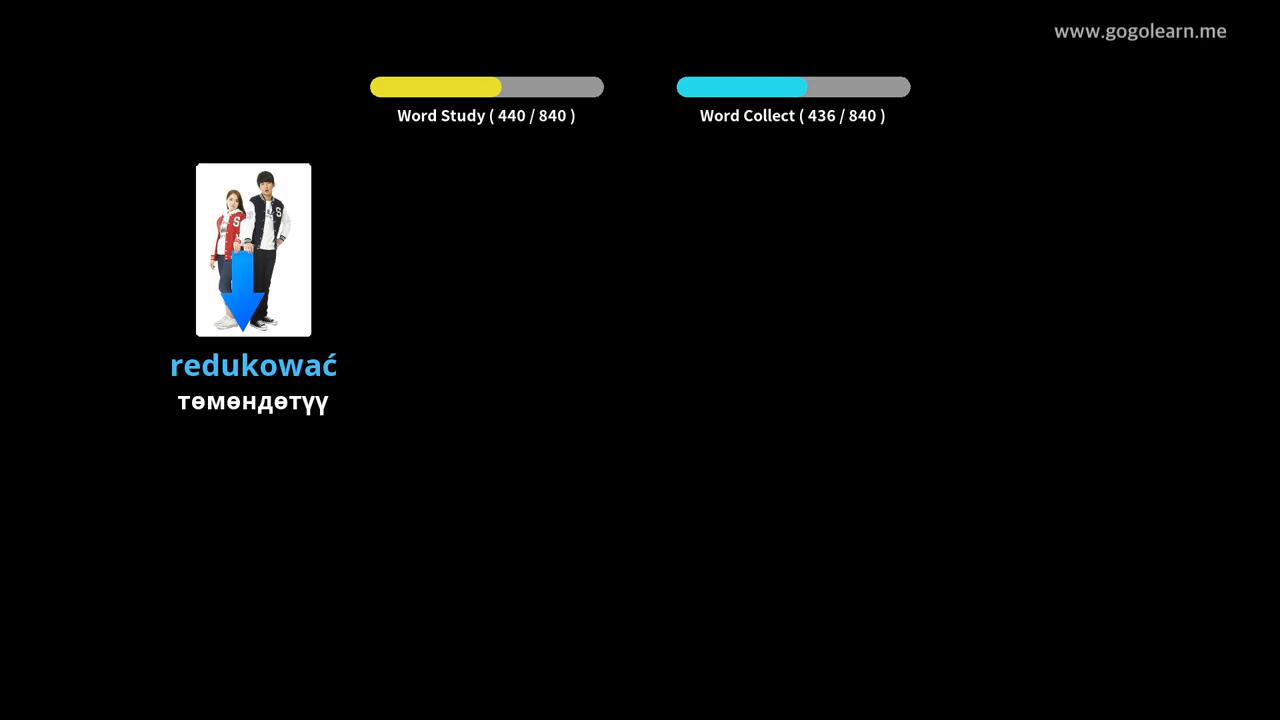 www.gogolearn.me
Word Study ( 440 / 840 )
Word Collect ( 436 / 840 )
S
S
redukować
төмөндөтүү